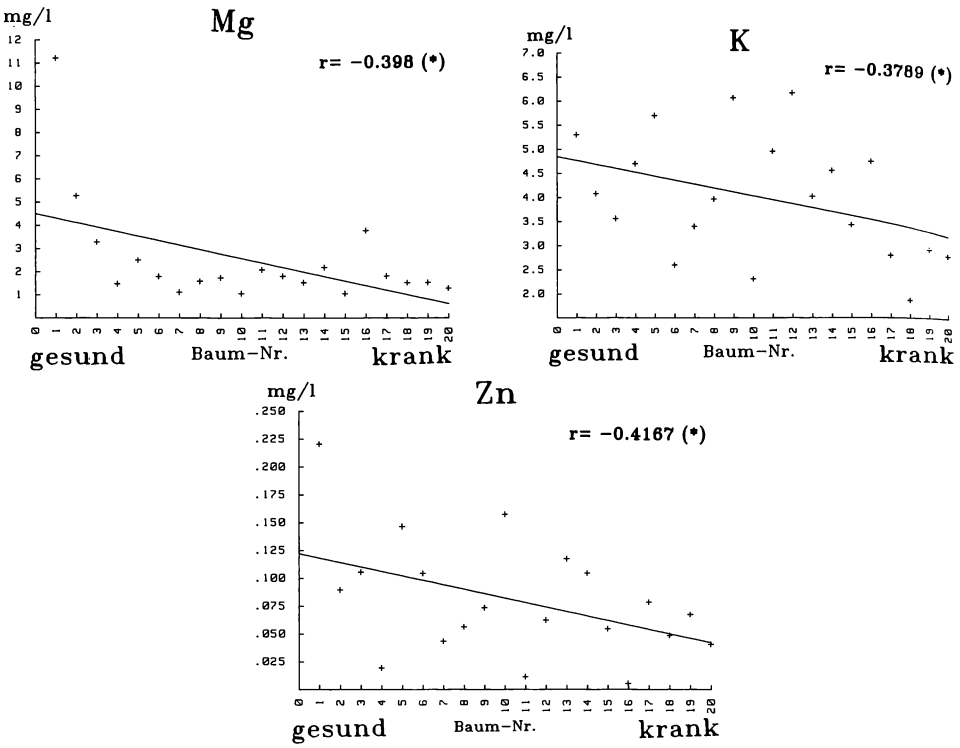 mg/l
Mg
r= -0.398 (*)
12
11
10
9
8
7
6
5
4
3
2
1
0 1 2 3 4 5 6 7 8 9 10 11 12 13 14 15 16 17 18 19 20
gesund Baum-Nr. krank
mg/l
K
r= -0.3789 (*)
7.0
6.5
6.0
5.5
5.0
4.5
4.0
3.5
3.0
2.5
2.0
0 1 2 3 4 5 6 7 8 9 10 11 12 13 14 15 16 17 18 19 20
gesund Baum-Nr. krank
mg/l
Zn
r= -0.4167 (*)
.250
.225
.200
.175
.150
.125
.100
.075
.050
.025
0 1 2 3 4 5 6 7 8 9 10 11 12 13 14 15 16 17 18 19 20
gesund Baum-Nr. krank